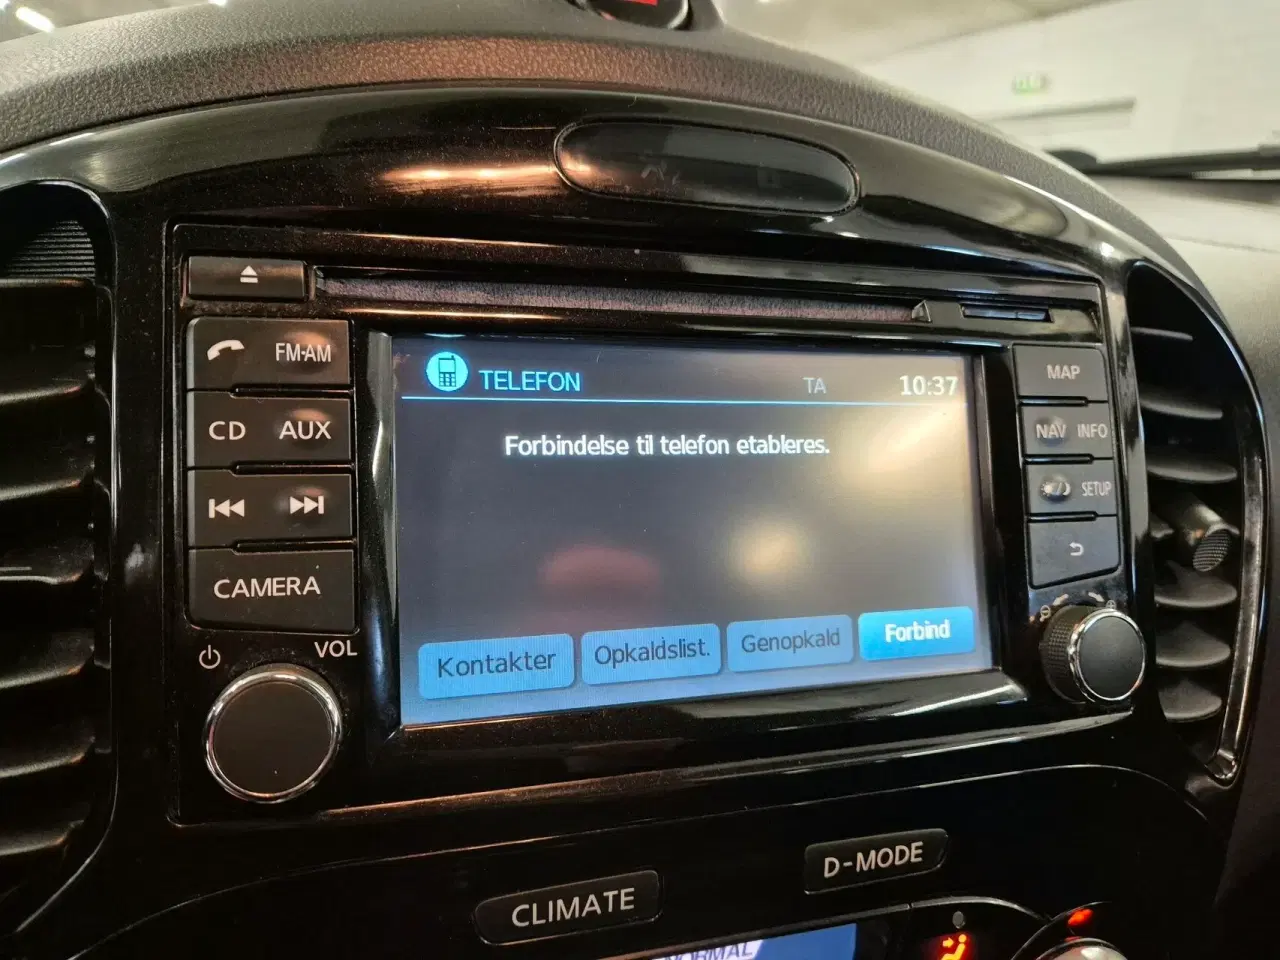 FM-AM
CD AUX
CAMERA
VOL
TELEFON TA 10:37
Forbindelse til telefon etableres.
Kontakter Opkaldslist. Genopkald Forbind
MAP
NAV INFO
SETUP
CLIMATE
D-MODE
NORMAL